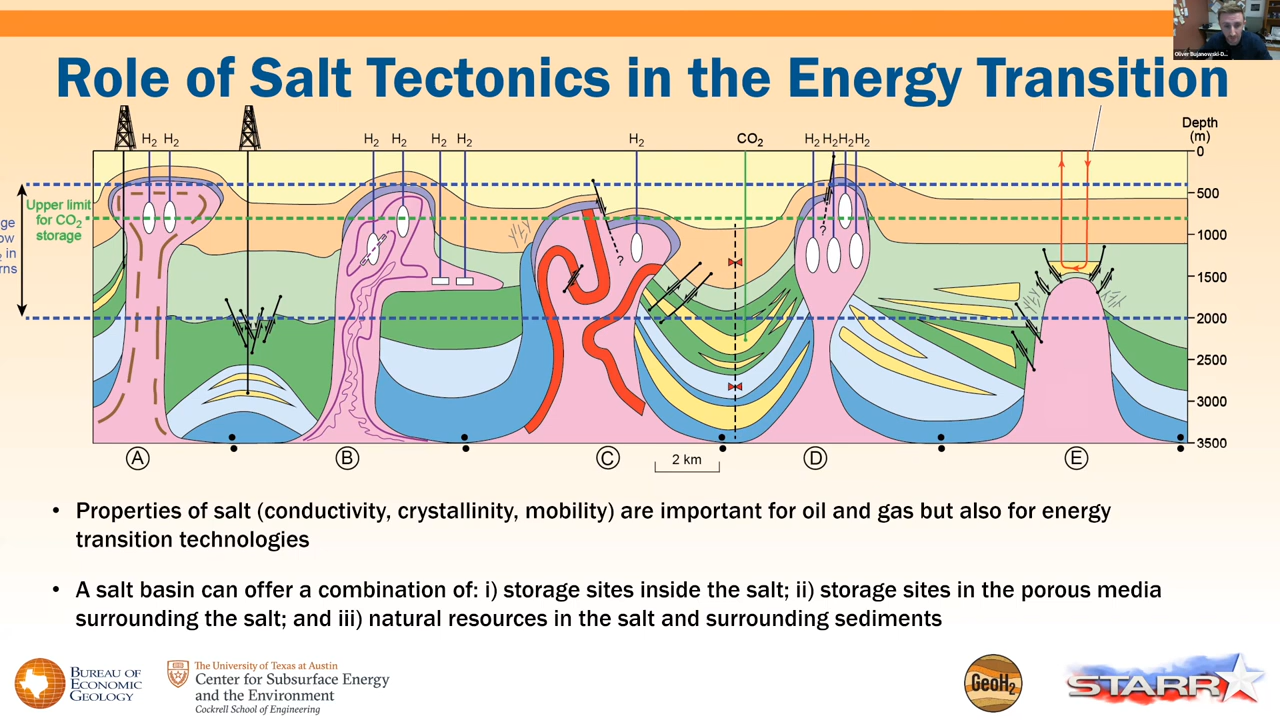 Oliver Bujanowski-D...
Role of Salt Tectonics in the Energy Transition
H2 H2 H2 H2 H2 H2 H2 CO2 H2 H2 H2 H2
Depth
(m)
0
500
1000
1500
2000
2500
3000
3500
Upper limit
for CO2
storage
?
?
A B C D E
2 km
• Properties of salt (conductivity, crystallinity, mobility) are important for oil and gas but also for energy
transition technologies
• A salt basin can offer a combination of: i) storage sites inside the salt; ii) storage sites in the porous media
surrounding the salt; and iii) natural resources in the salt and surrounding sediments
BUREAU OF
ECONOMIC
GEOLOGY
The University of Texas at Austin
Center for Subsurface Energy
and the Environment
Cockrell School of Engineering
GeoH2
STARR